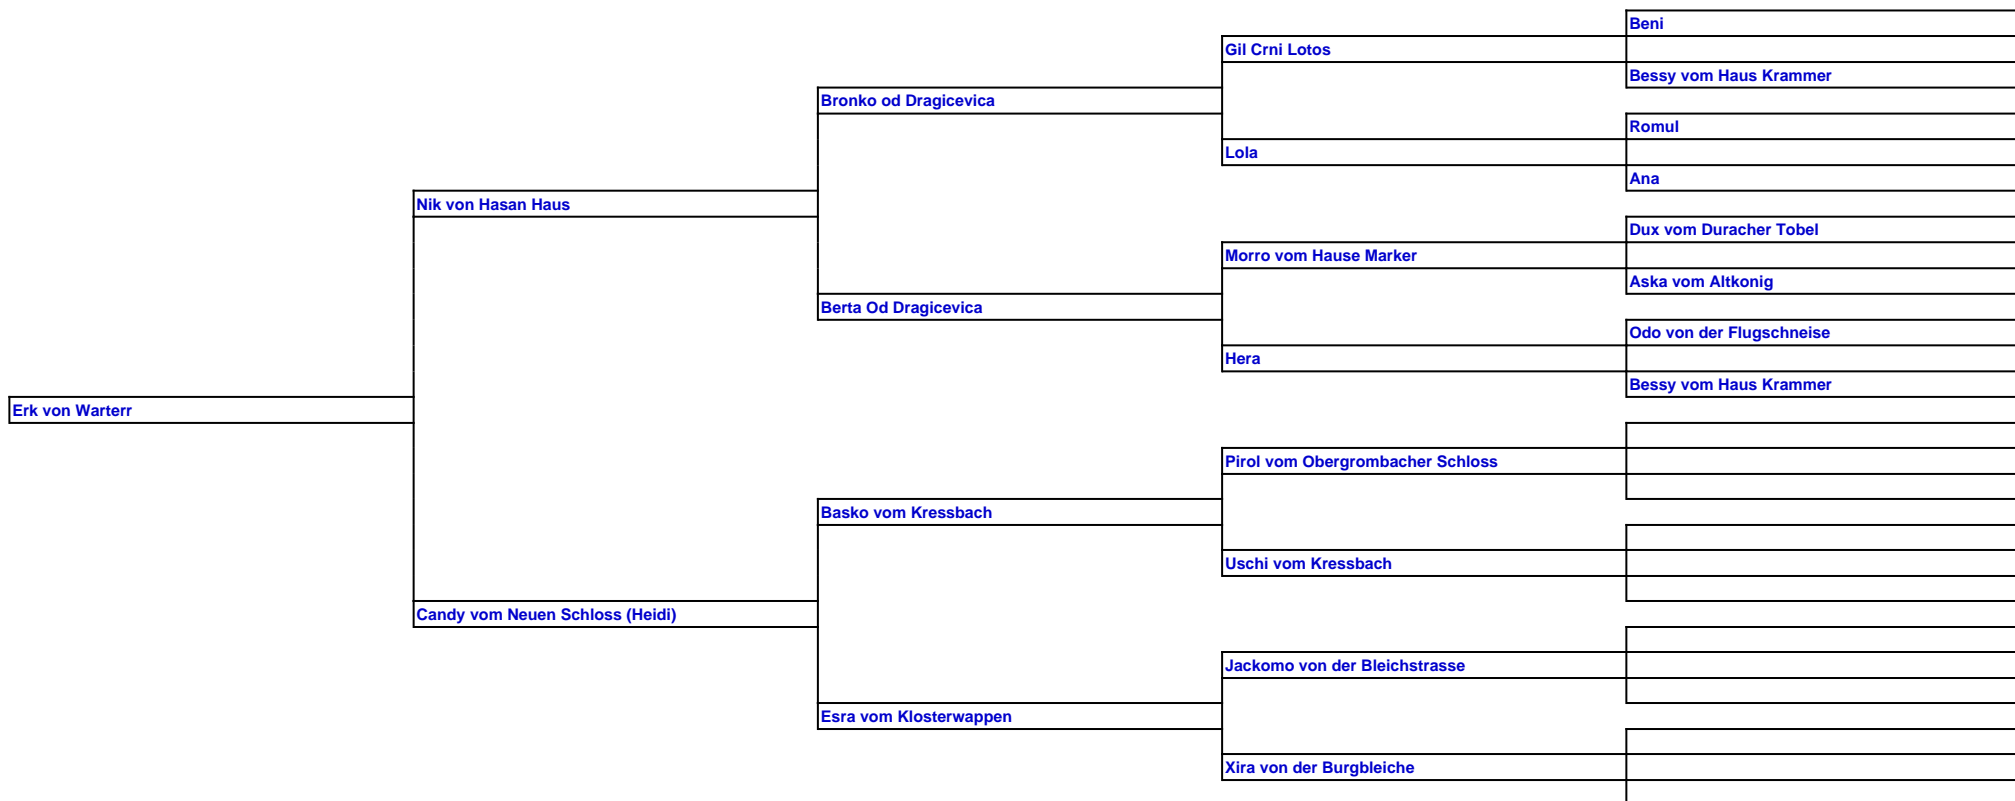 Beni
Gil Crni Lotos
Bessy vom Haus Krammer
Bronko od Dragicevica
Romul
Lola
Ana
Nik von Hasan Haus
Dux vom Duracher Tobel
Morro vom Hause Marker
Aska vom Altkonig
Berta Od Dragicevica
Odo von der Flugschneise
Hera
Bessy vom Haus Krammer
Erk von Warterr
Pirol vom Obergrombacher Schloss
Basko vom Kressbach
Uschi vom Kressbach
Candy vom Neuen Schloss (Heidi)
Jackomo von der Bleichstrasse
Esra vom Klosterwappen
Xira von der Burgbleiche